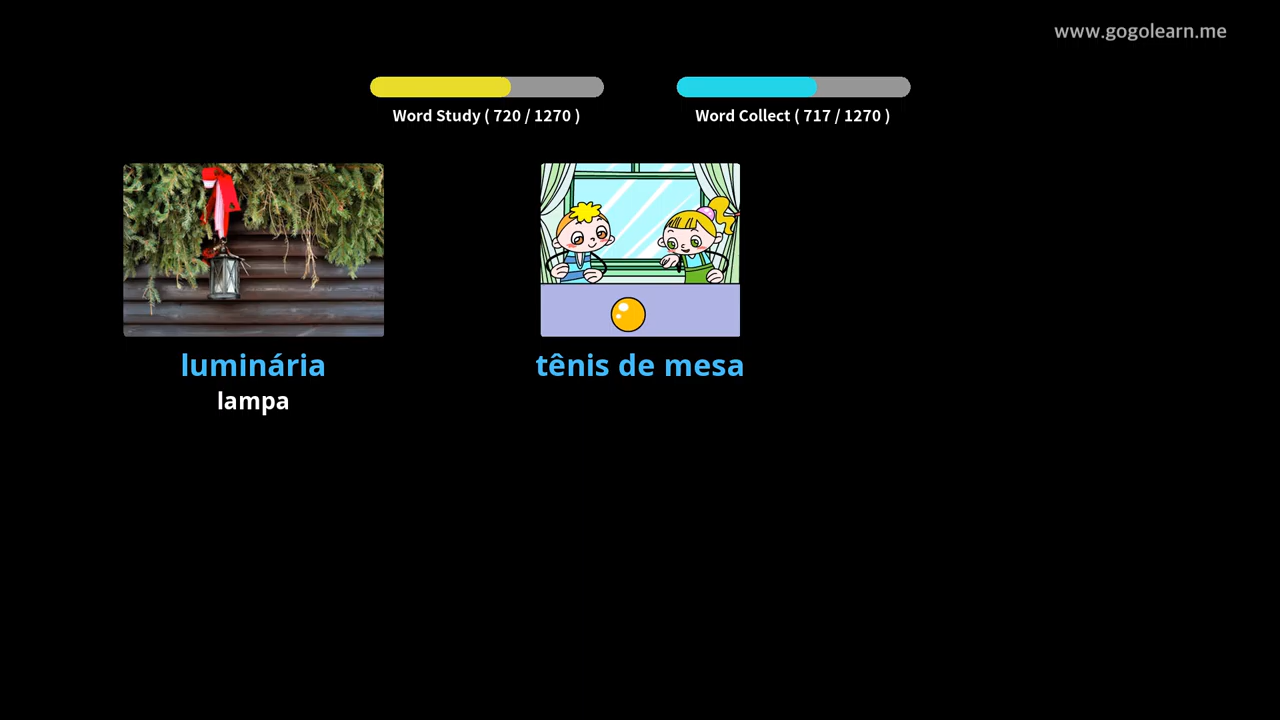 www.gogolearn.me
Word Study ( 720 / 1270 )
Word Collect ( 717 / 1270 )
luminária
lampa
tênis de mesa